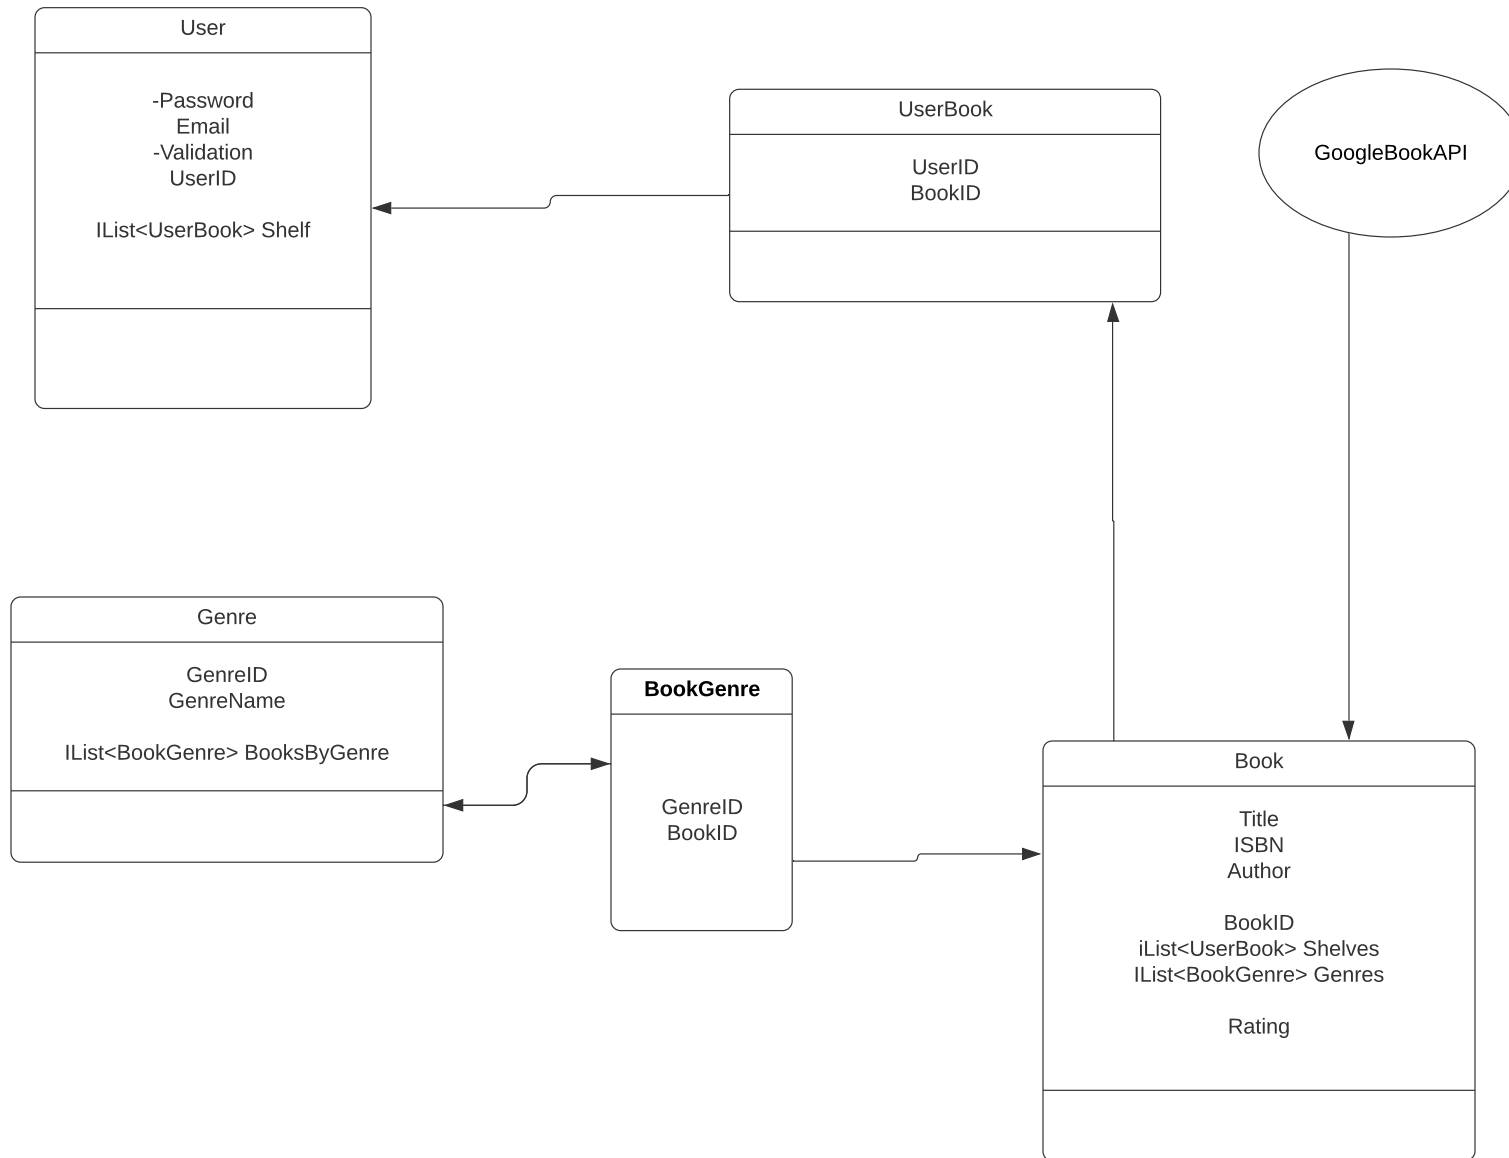 User
-Password
Email
-Validation
UserID
IList<UserBook> Shelf
UserBook
UserID
BookID
GoogleBookAPI
Genre
GenreID
GenreName
IList<BookGenre> BooksByGenre
BookGenre
GenreID
BookID
Book
Title
ISBN
Author
BookID
iList<UserBook> Shelves
IList<BookGenre> Genres
Rating